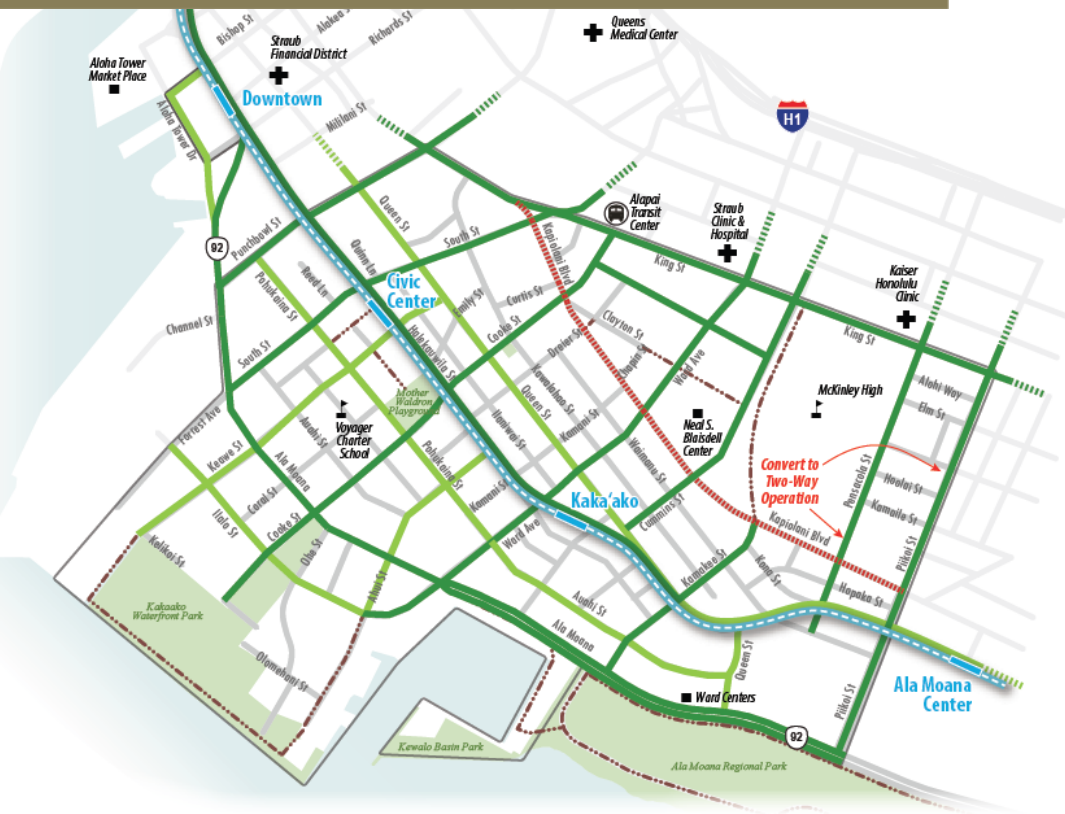 Bishop St
Alakea S
Richards St
Queens
Medical Center
Straub
Financial District
Aloha Tower
Market Place
Downtown
H1
Aloha Tower Dr
Mililani St
Alapai
Transit
Center
Straub
Clinic &
Hospital
Queen St
Kapiolani Blvd
92
Punchbowl St
Quinn Ln
South St
King St
Kaiser
Honolulu
Clinic
Pohukaina St
Reed Ln
Civic
Center
Emily St
Curtis St
Cooke St
Channel St
Halekauwila St
Clayton St
Dreier St
King St
South St
Chapin St
Ward Ave
Kawaiahao St
Alohi Way
Mother
Waldron
Playground
Queen St
McKinley High
Elm St
Forrest Ave
Voyager
Charter
School
Ilaniwai St
Kamani St
Neal S.
Blaisdell
Center
Auahi St
Keawe St
Ala Moana
Pohukaina St
Waimanu St
Convert to
Two-Way
Operation
Pensacola St
Hoolai St
Coral St
Kamani St
Kaka‘ako
Kamaile St
Ilalo St
Cooke St
Ward Ave
Cummins St
Kapiolani Blvd
Piikoi St
Kelikoi St
Ohe St
Ahui St
Kamakee St
Kona St
Hopaka St
Kakaako
Waterfront Park
Auahi St
Ala Moana
Queen St
Olomehani St
Ala Moana
Center
Ward Centers
Piikoi St
92
Kewalo Basin Park
Ala Moana Regional Park